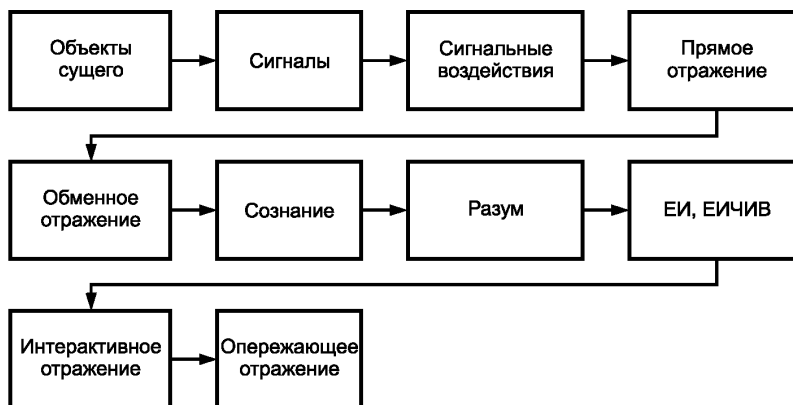 Объекты
сущего
Сигналы
Сигнальные
воздействия
Прямое
отражение
Обменное
отражение
Сознание
Разум
ЕИ, ЕИЧИВ
Интерактивное
отражение
Опережающее
отражение